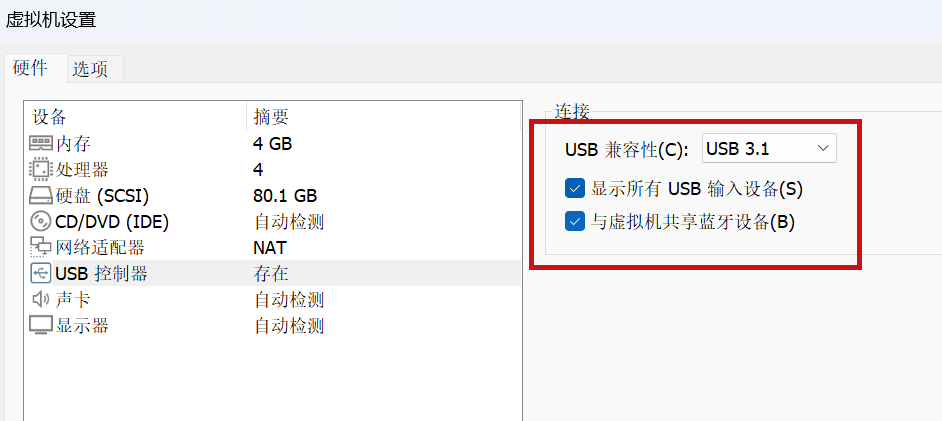 虚拟机设置
硬件 选项
设备 摘要
内存 4 GB
处理器 4
硬盘 (SCSI) 80.1 GB
CD/DVD (IDE) 自动检测
网络适配器 NAT
USB 控制器 存在
声卡 自动检测
显示器 自动检测
连接
USB 兼容性(C): USB 3.1
显示所有 USB 输入设备(S)
与虚拟机共享蓝牙设备(B)